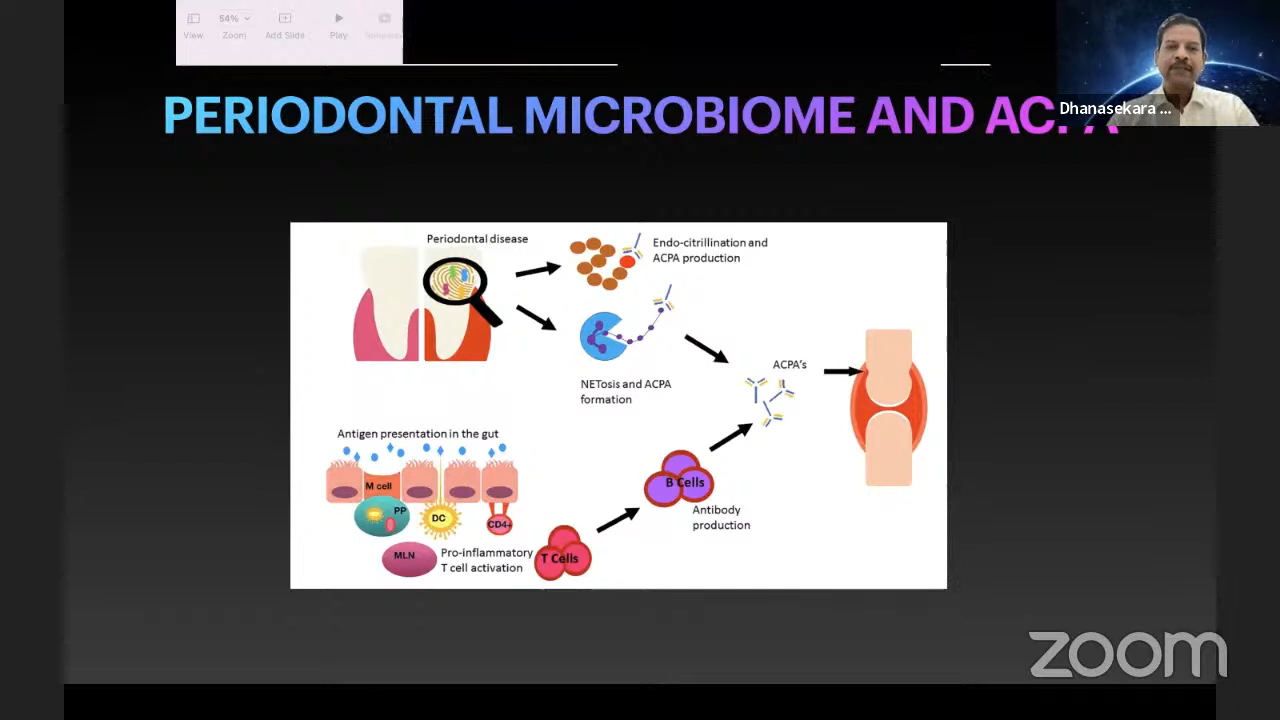 54%
View
Zoom
Add Slide
Play
Dhanasekara ...
PERIODONTAL MICROBIOME AND
Periodontal disease
Endo-citrillination and
ACPA production
NETosis and ACPA
formation
ACPA's
Antigen presentation in the gut
M cell
PP
DC
CD4+
MLN
Pro-inflammatory
T cell activation
T Cells
B Cells
Antibody
production
zoom